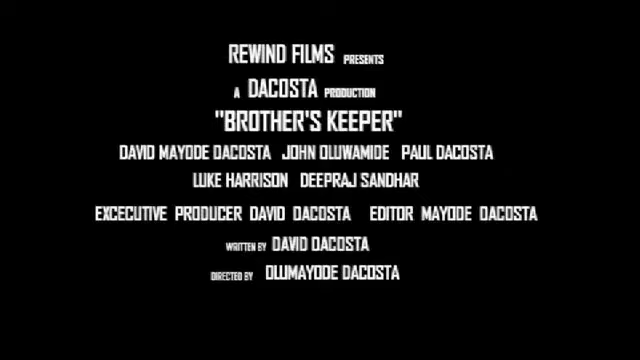 REWIND FILMS PRESENTS
A DACOSTA PRODUCTION
"BROTHER'S KEEPER"
DAVID MAYODE DACOSTA JOHN OLUWAMIDE PAUL DACOSTA
LUKE HARRISON DEEPRAJ SANDHAR
EXCECUTIVE PRODUCER DAVID DACOSTA EDITOR MAYODE DACOSTA
WRITTEN BY DAVID DACOSTA
DIRECTED BY OLUMAYODE DACOSTA